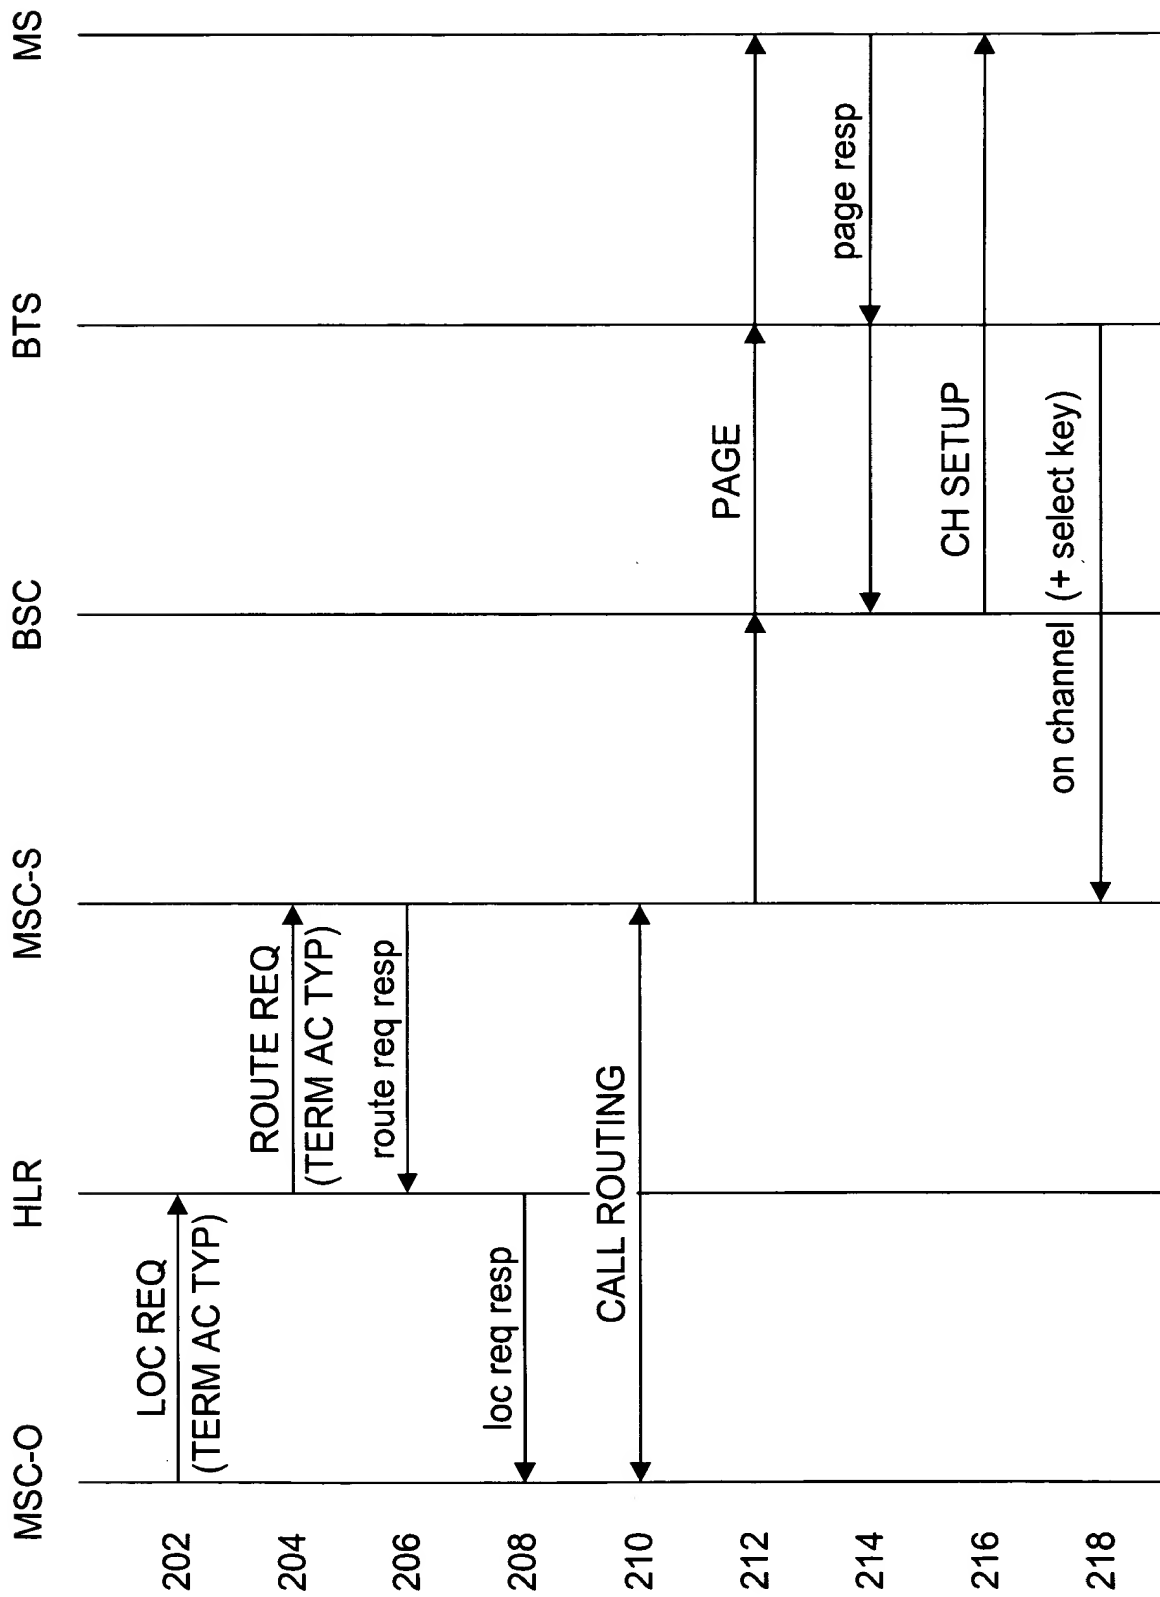 MSC-O
HLR
MSC-S
BSC
BTS
MS
202
LOC REQ
(TERM AC TYP)
204
ROUTE REQ
(TERM AC TYP)
206
route req resp
208
loc req resp
210
CALL ROUTING
212
PAGE
214
page resp
216
CH SETUP
218
on channel (+ select key)